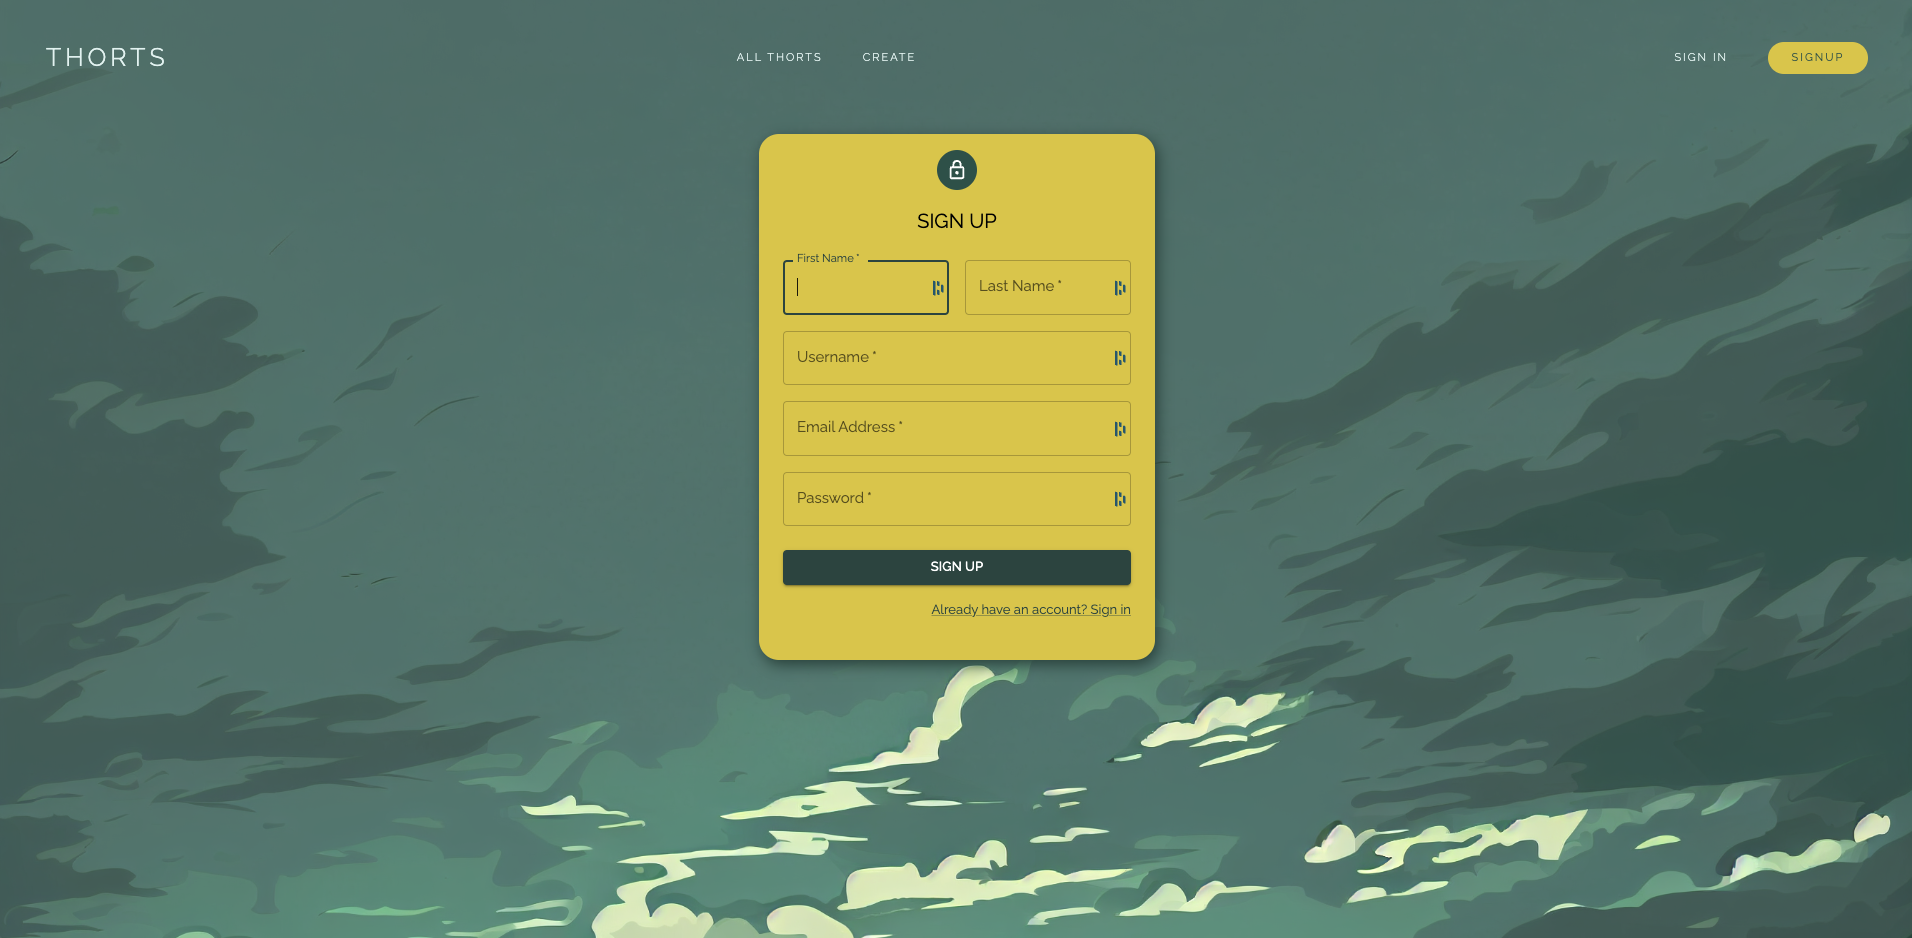 THORTS
ALL THORTS
CREATE
SIGN IN
SIGNUP
SIGN UP
First Name *
Last Name *
Username *
Email Address *
Password *
SIGN UP
Already have an account? Sign in